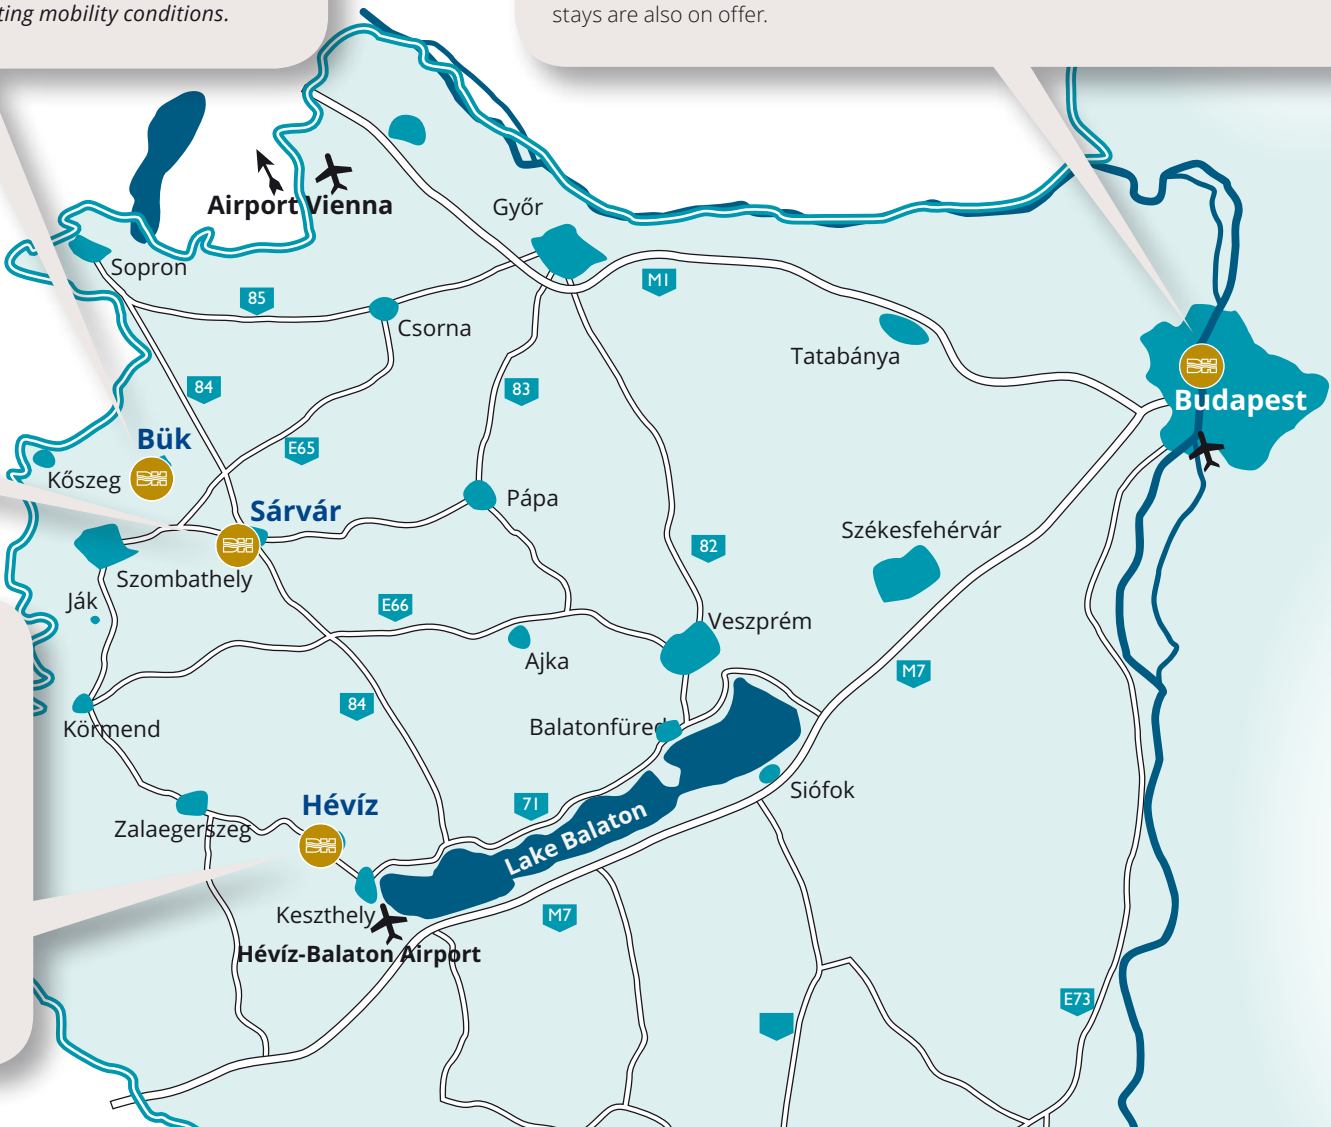 ting mobility conditions.
stays are also on offer.
Airport Vienna
Győr
Sopron
M1
85
Csorna
Tatabánya
84
83
Budapest
Bük
E65
Kőszeg
Pápa
Sárvár
Székesfehérvár
82
Szombathely
Ják
E66
Veszprém
Ajka
M7
84
Balatonfüred
Körmend
Siófok
Hévíz
71
Zalaegerszeg
Lake Balaton
Keszthely
M7
Hévíz-Balaton Airport
E73